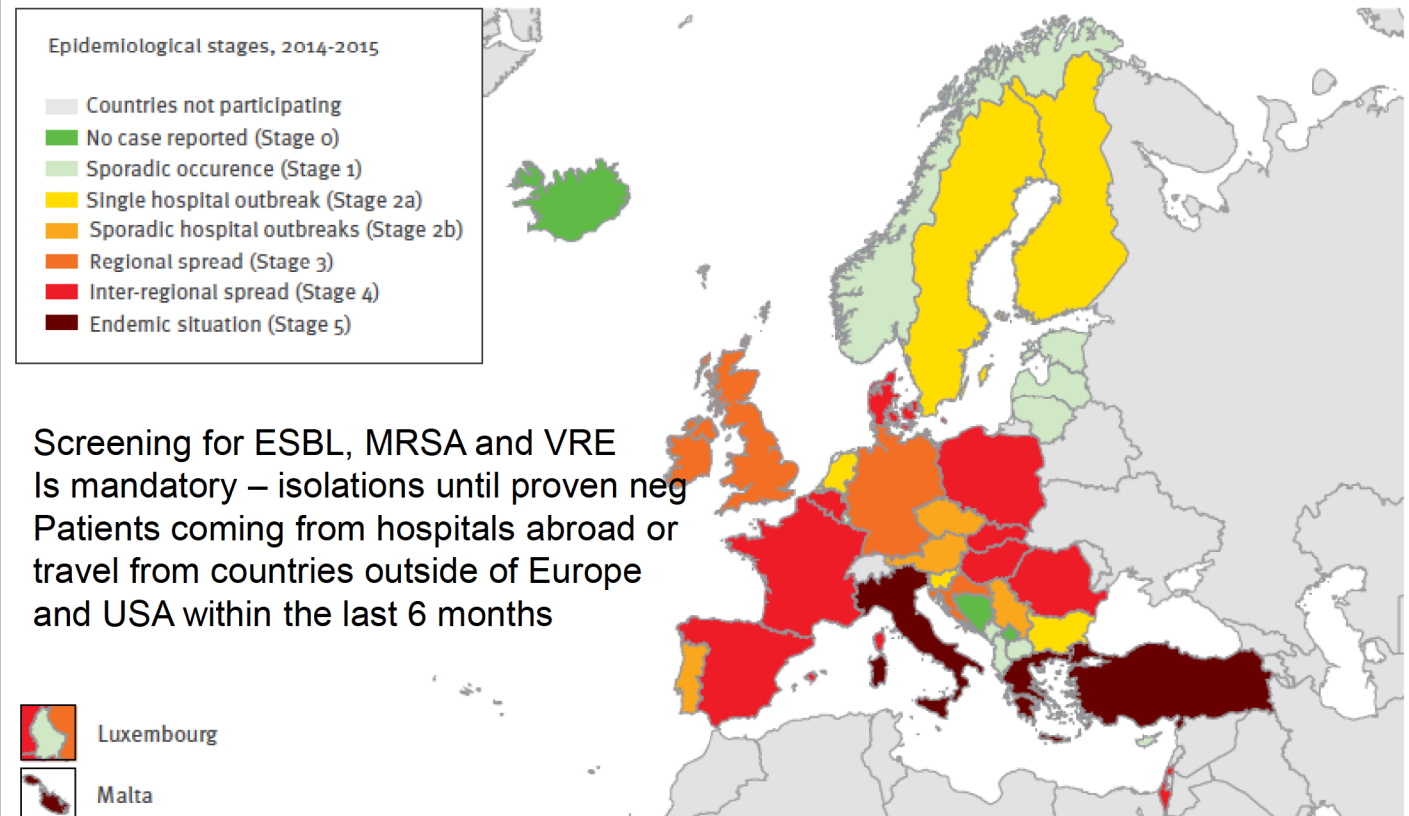 Epidemiological stages, 2014-2015
Countries not participating
No case reported (Stage 0)
Sporadic occurence (Stage 1)
Single hospital outbreak (Stage 2a)
Sporadic hospital outbreaks (Stage 2b)
Regional spread (Stage 3)
Inter-regional spread (Stage 4)
Endemic situation (Stage 5)
Screening for ESBL, MRSA and VRE
Is mandatory – isolations until proven neg
Patients coming from hospitals abroad or
travel from countries outside of Europe
and USA within the last 6 months
Luxembourg
Malta